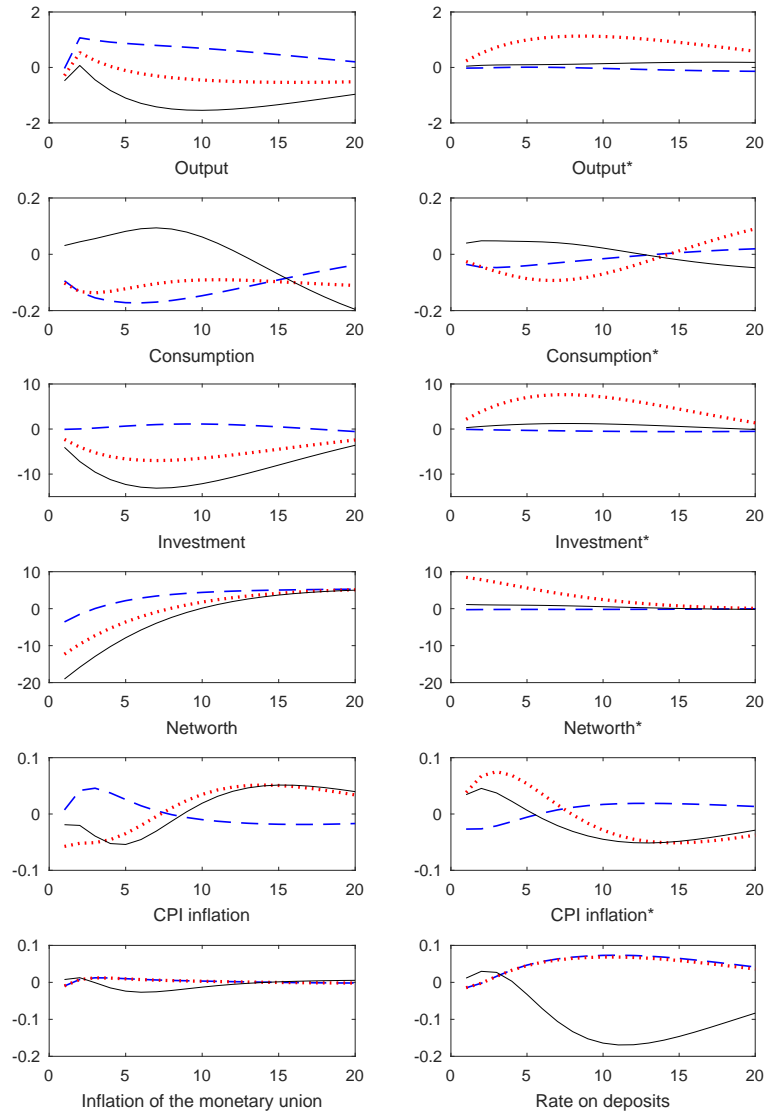 2
0
-2
0 5 10 15 20
Output
2
0
-2
0 5 10 15 20
Output*
0.2
0
-0.2
0 5 10 15 20
Consumption
0.2
0
-0.2
0 5 10 15 20
Consumption*
10
0
-10
0 5 10 15 20
Investment
10
0
-10
0 5 10 15 20
Investment*
10
0
-10
-20
0 5 10 15 20
Networth
10
0
-10
-20
0 5 10 15 20
Networth*
0.1
0
-0.1
0 5 10 15 20
CPI inflation
0.1
0
-0.1
0 5 10 15 20
CPI inflation*
0.1
0
-0.1
-0.2
0 5 10 15 20
Inflation of the monetary union
0.1
0
-0.1
-0.2
0 5 10 15 20
Rate on deposits